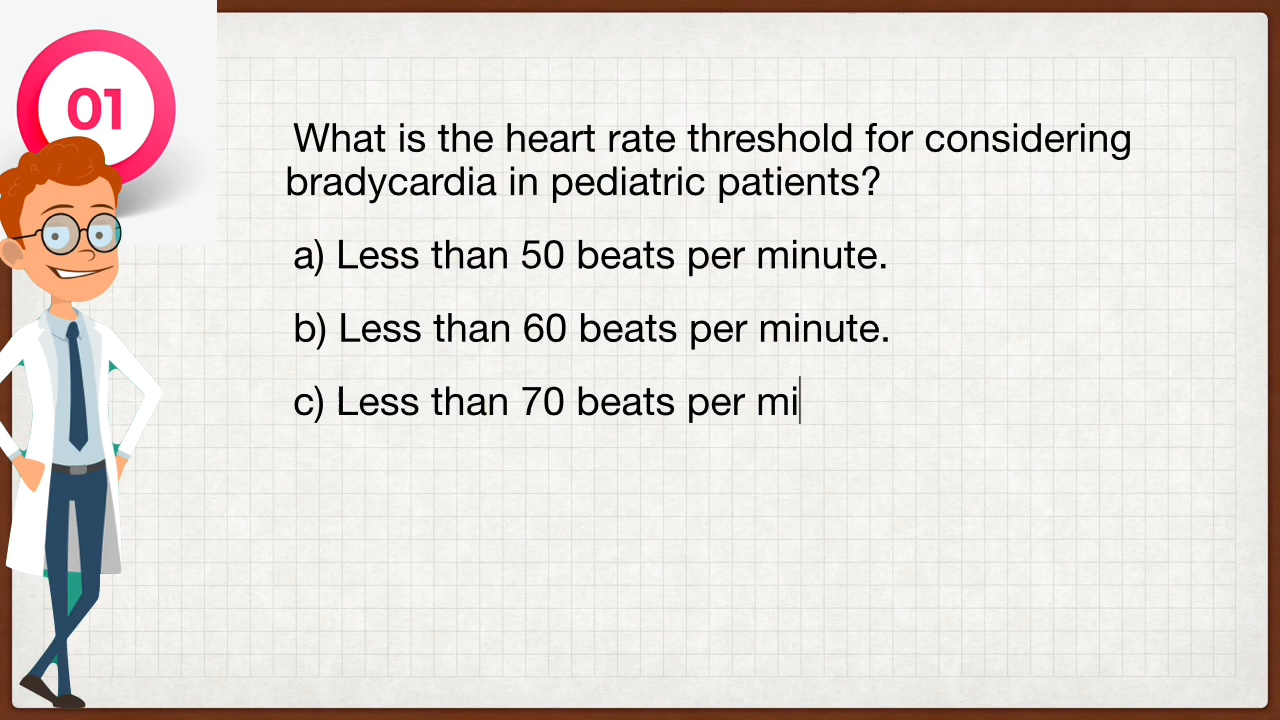 01
What is the heart rate threshold for considering
bradycardia in pediatric patients?
a) Less than 50 beats per minute.
b) Less than 60 beats per minute.
c) Less than 70 beats per mi